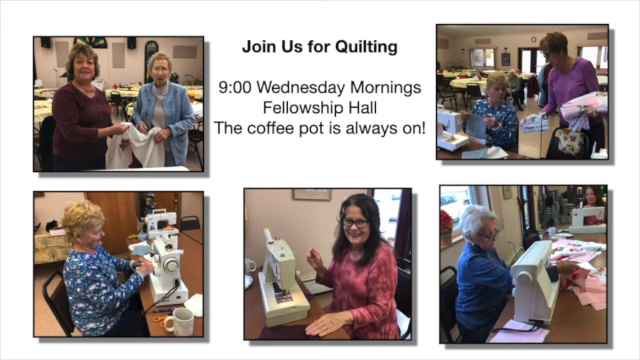 Join Us for Quilting
9:00 Wednesday Mornings
Fellowship Hall
The coffee pot is always on!